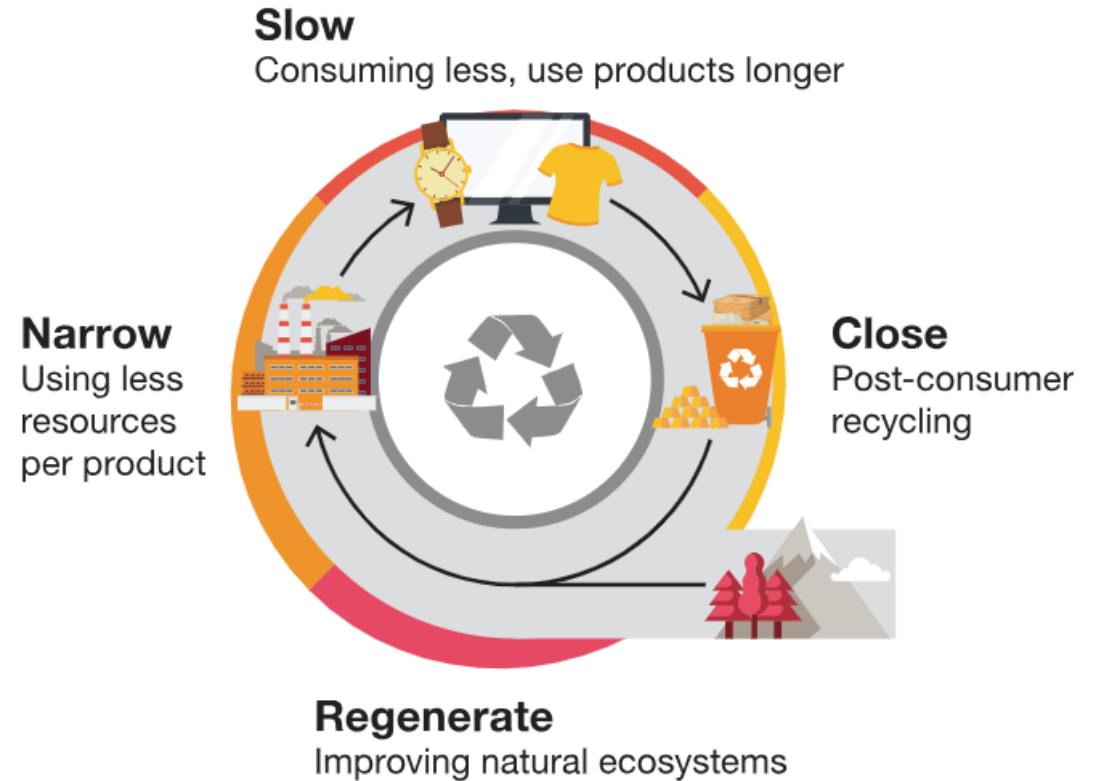 Slow
Consuming less, use products longer
Narrow
Using less
resources
per product
Close
Post-consumer
recycling
Regenerate
Improving natural ecosystems